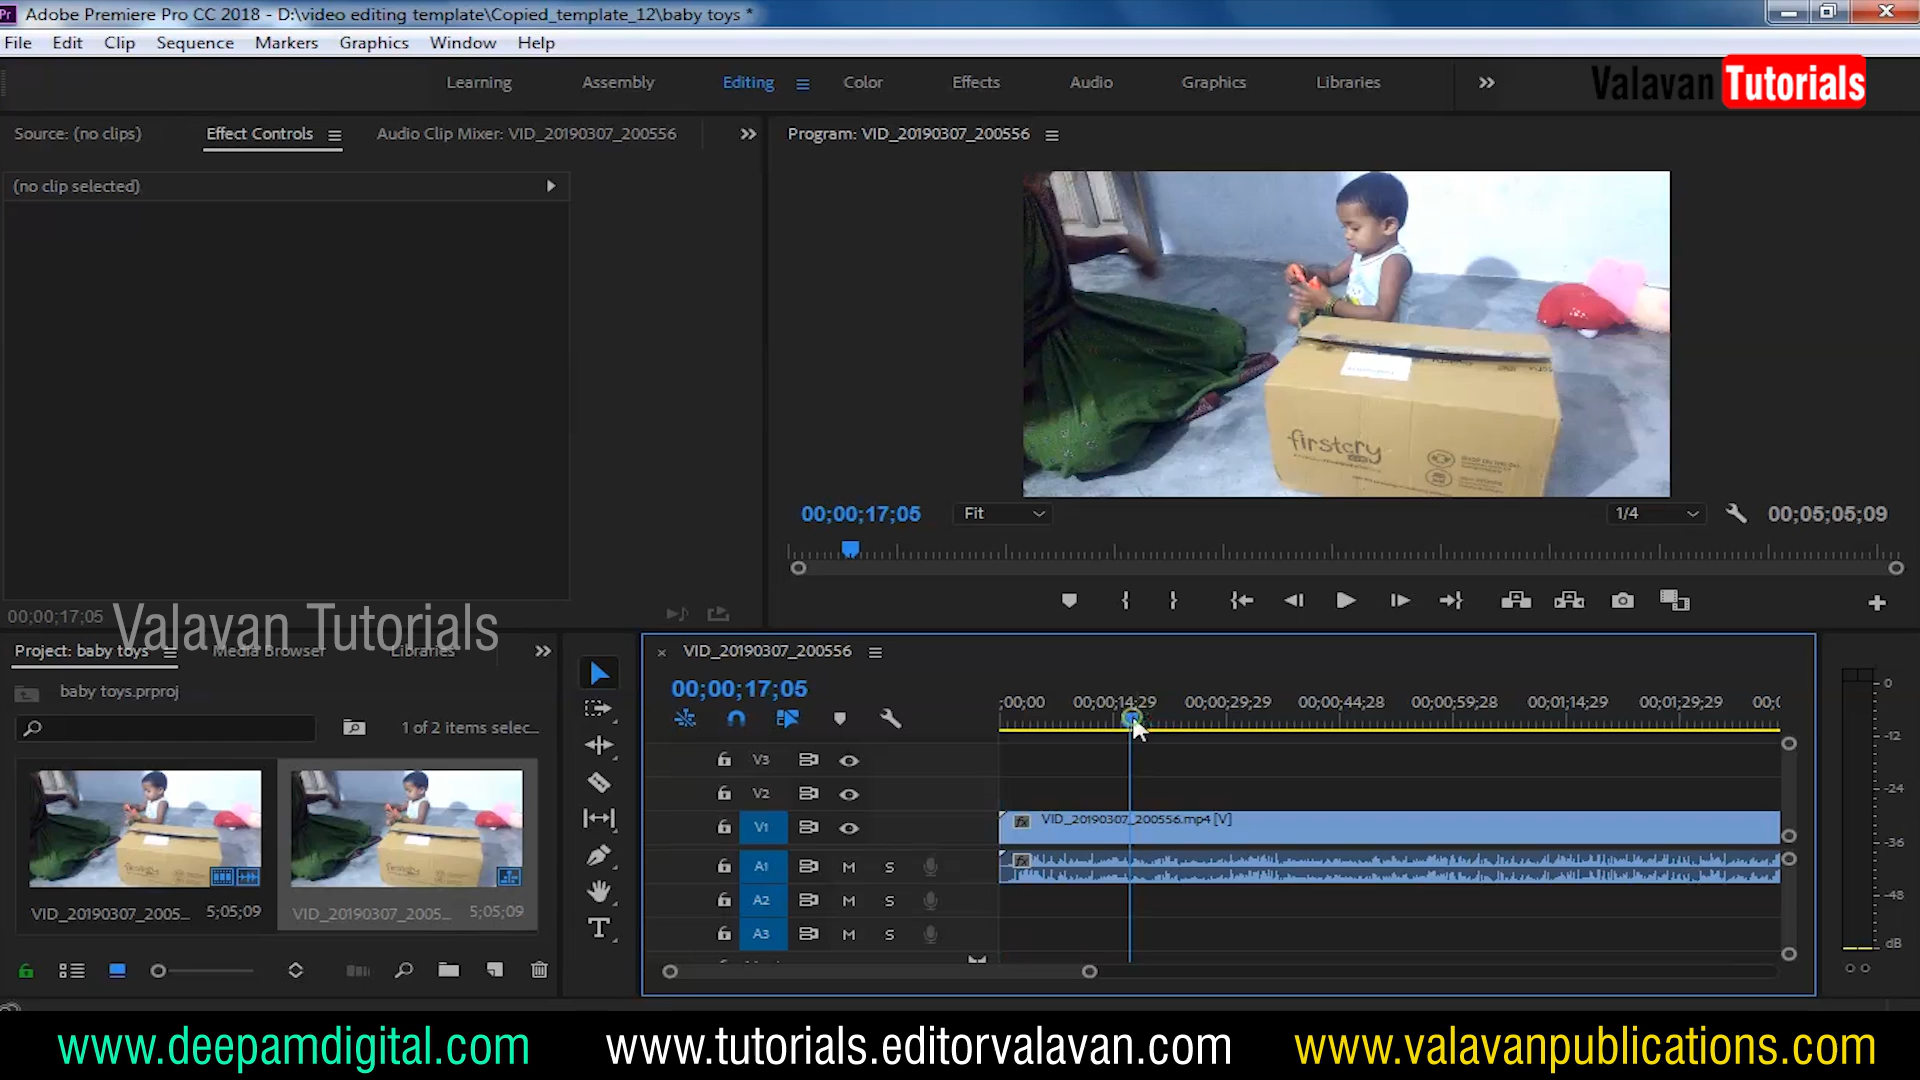 Pr Adobe Premiere Pro CC 2018 - D:\video editing template\Copied_template_12\baby toys *
File Edit Clip Sequence Markers Graphics Window Help
Learning Assembly Editing Color Effects Audio Graphics Libraries
Valavan Tutorials
Source: (no clips) Effect Controls Audio Clip Mixer: VID_20190307_200556
Program: VID_20190307_200556
(no clip selected)
firstcry
00;00;17;05 Fit 1/4 00;05;05;09
00;00;17;05
Valavan Tutorials
Project: baby toys Media Browser Libraries
baby toys.prproj
1 of 2 items selec...
VID_20190307_2005... 5;05;09
VID_20190307_2005... 5;05;09
T
× VID_20190307_200556
00;00;17;05
;00;00 00;00;14;29 00;00;29;29 00;00;44;28 00;00;59;28 00;01;14;29 00;01;29;29 00;0
V3
V2
V1 fx VID_20190307_200556.mp4 [V]
A1 M S fx
A2 M S
A3 M S
0
-12
-24
-36
-48
dB
www.deepamdigital.com www.tutorials.editorvalavan.com www.valavanpublications.com